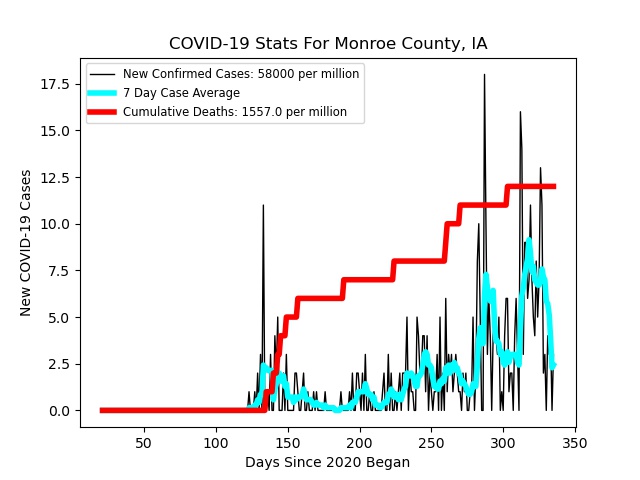 COVID-19 Stats For Monroe County, IA
New Confirmed Cases: 58000 per million
7 Day Case Average
Cumulative Deaths: 1557.0 per million
New COVID-19 Cases
17.5
15.0
12.5
10.0
7.5
5.0
2.5
0.0
50
100
150
200
250
300
350
Days Since 2020 Began